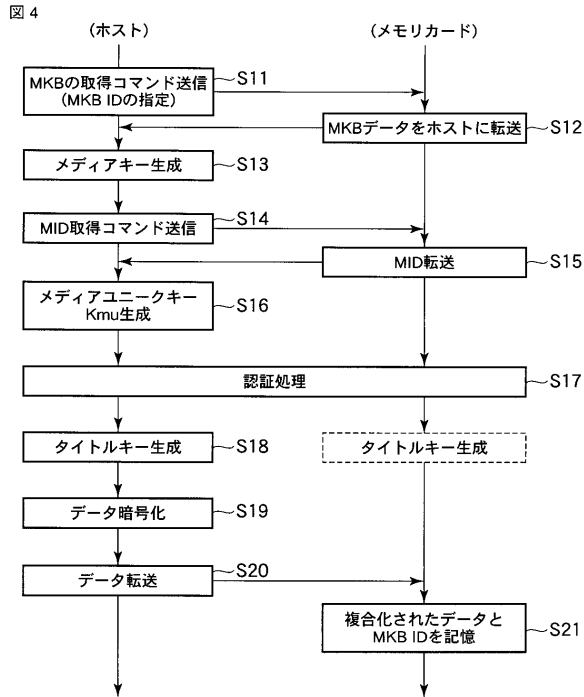 図 4
(ホスト)
(メモリカード)
MKBの取得コマンド送信
(MKB IDの指定)
S11
MKBデータをホストに転送
S12
メディアキー生成
S13
MID取得コマンド送信
S14
MID転送
S15
メディアユニークキー
Kmu生成
S16
認証処理
S17
タイトルキー生成
S18
タイトルキー生成
データ暗号化
S19
データ転送
S20
複合化されたデータと
MKB IDを記憶
S21